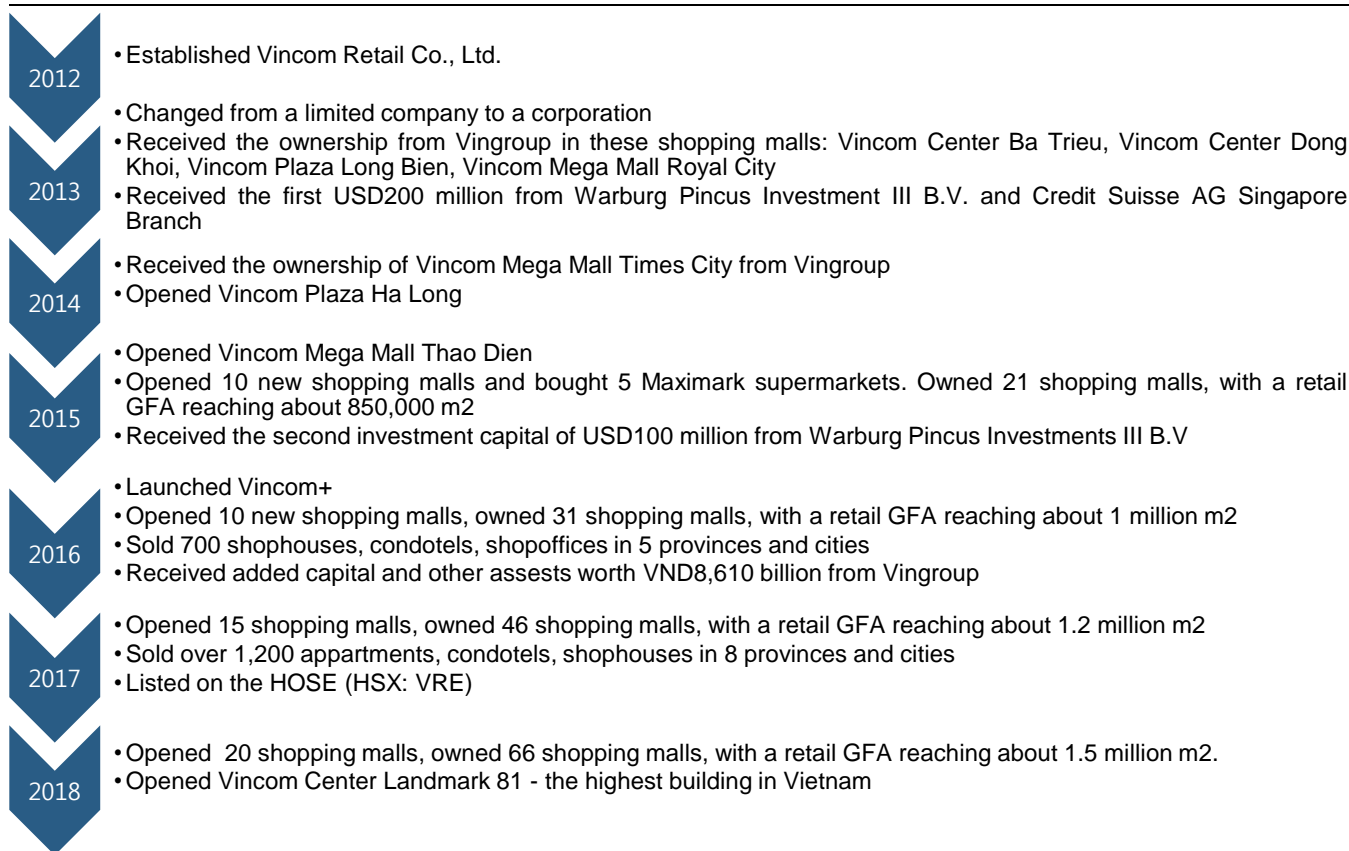 2012
•Established Vincom Retail Co., Ltd.
2013
•Changed from a limited company to a corporation
•Received the ownership from Vingroup in these shopping malls: Vincom Center Ba Trieu, Vincom Center Dong
Khoi, Vincom Plaza Long Bien, Vincom Mega Mall Royal City
•Received the first USD200 million from Warburg Pincus Investment III B.V. and Credit Suisse AG Singapore
Branch
2014
•Received the ownership of Vincom Mega Mall Times City from Vingroup
•Opened Vincom Plaza Ha Long
2015
•Opened Vincom Mega Mall Thao Dien
•Opened 10 new shopping malls and bought 5 Maximark supermarkets. Owned 21 shopping malls, with a retail
GFA reaching about 850,000 m2
•Received the second investment capital of USD100 million from Warburg Pincus Investments III B.V
2016
•Launched Vincom+
•Opened 10 new shopping malls, owned 31 shopping malls, with a retail GFA reaching about 1 million m2
•Sold 700 shophouses, condotels, shopoffices in 5 provinces and cities
•Received added capital and other assests worth VND8,610 billion from Vingroup
2017
•Opened 15 shopping malls, owned 46 shopping malls, with a retail GFA reaching about 1.2 million m2
•Sold over 1,200 appartments, condotels, shophouses in 8 provinces and cities
•Listed on the HOSE (HSX: VRE)
2018
•Opened 20 shopping malls, owned 66 shopping malls, with a retail GFA reaching about 1.5 million m2.
•Opened Vincom Center Landmark 81 - the highest building in Vietnam